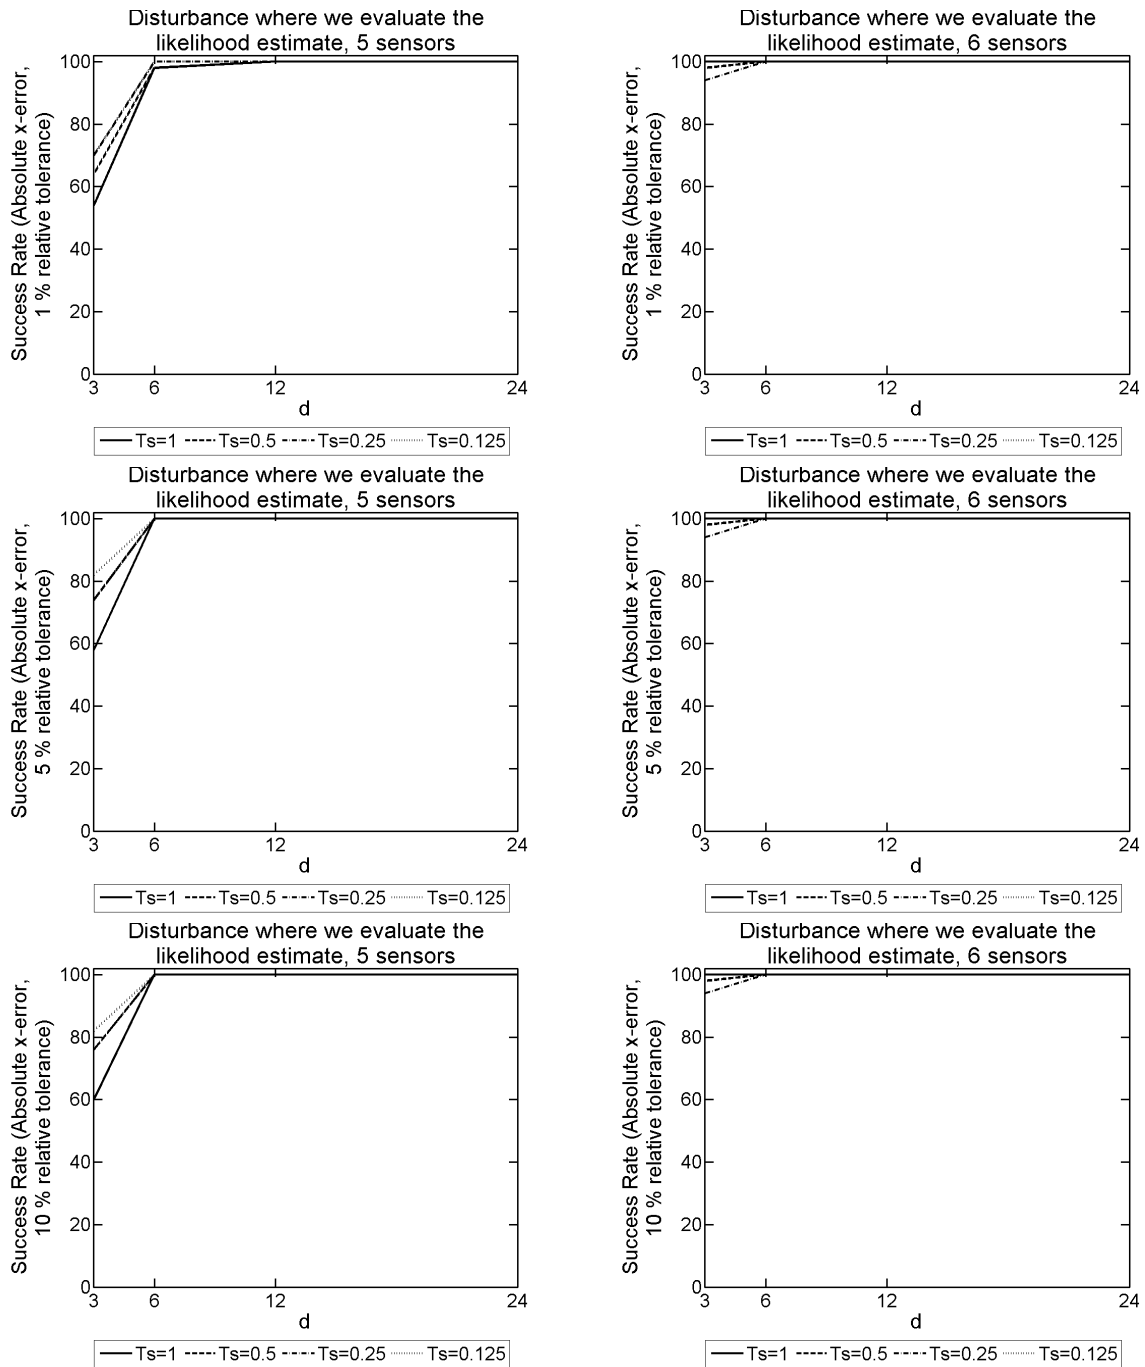 Disturbance where we evaluate the
likelihood estimate, 5 sensors
Success Rate (Absolute x-error,
1 % relative tolerance)
100
80
60
40
20
0
3 6 12 24
d
Ts=1 Ts=0.5 Ts=0.25 Ts=0.125
Disturbance where we evaluate the
likelihood estimate, 6 sensors
Success Rate (Absolute x-error,
1 % relative tolerance)
100
80
60
40
20
0
3 6 12 24
d
Ts=1 Ts=0.5 Ts=0.25 Ts=0.125
Disturbance where we evaluate the
likelihood estimate, 5 sensors
Success Rate (Absolute x-error,
5 % relative tolerance)
100
80
60
40
20
0
3 6 12 24
d
Ts=1 Ts=0.5 Ts=0.25 Ts=0.125
Disturbance where we evaluate the
likelihood estimate, 6 sensors
Success Rate (Absolute x-error,
5 % relative tolerance)
100
80
60
40
20
0
3 6 12 24
d
Ts=1 Ts=0.5 Ts=0.25 Ts=0.125
Disturbance where we evaluate the
likelihood estimate, 5 sensors
Success Rate (Absolute x-error,
10 % relative tolerance)
100
80
60
40
20
0
3 6 12 24
d
Ts=1 Ts=0.5 Ts=0.25 Ts=0.125
Disturbance where we evaluate the
likelihood estimate, 6 sensors
Success Rate (Absolute x-error,
10 % relative tolerance)
100
80
60
40
20
0
3 6 12 24
d
Ts=1 Ts=0.5 Ts=0.25 Ts=0.125